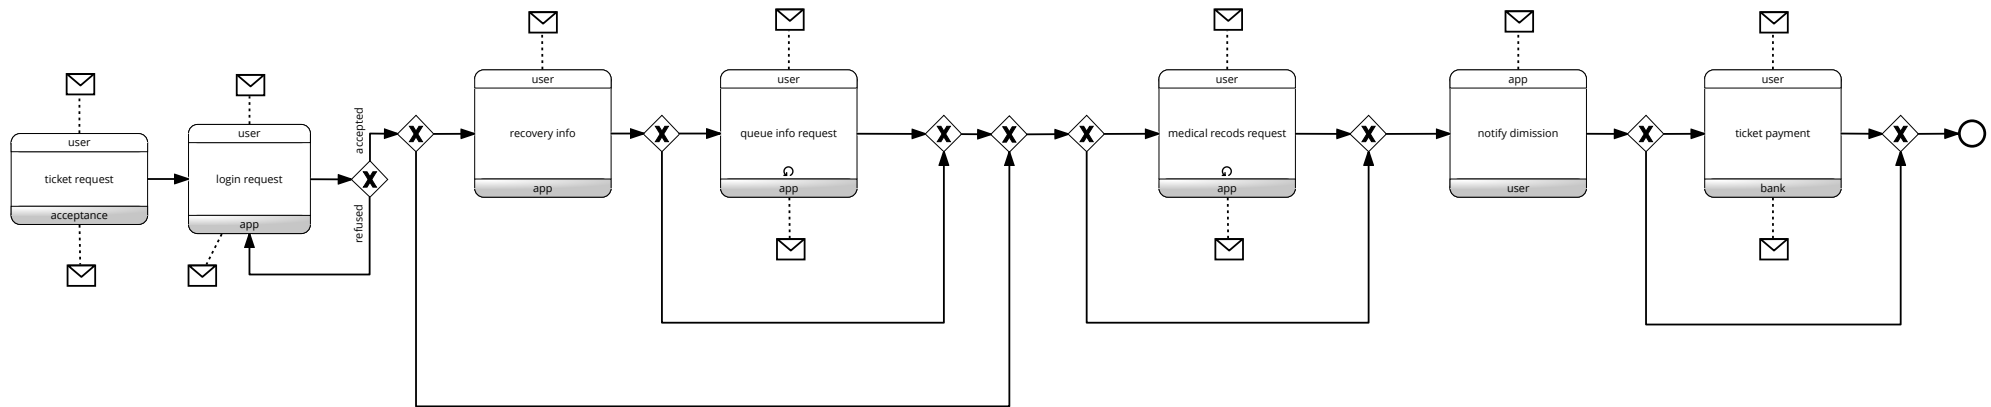 user
ticket request
acceptance
user
login request
app
accepted
refused
user
recovery info
app
user
queue info request
app
user
medical recods request
app
app
notify dimission
user
user
ticket payment
bank